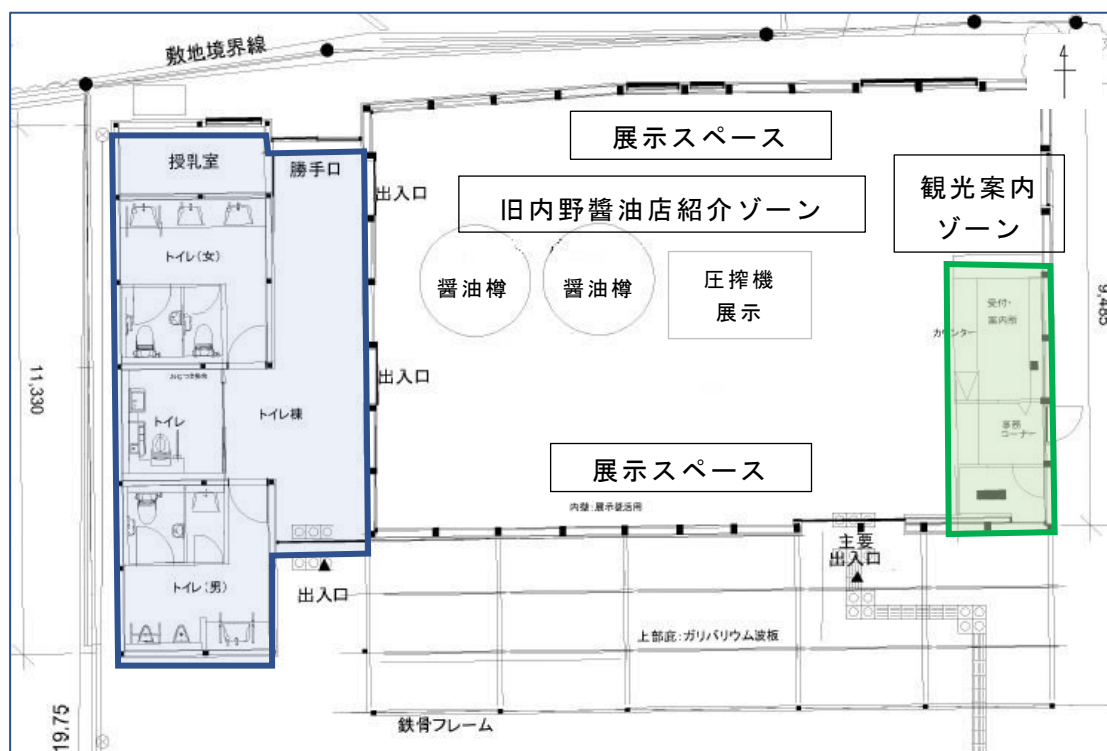 敷地境界線
4
授乳室
勝手口
出入口
展示スペース
旧内野醬油店紹介ゾーン
観光案内
ゾーン
トイレ(女)
醤油樽
醤油樽
圧搾機
展示
受付・
案内所
カウンター
9,485
11,330
出入口
トイレ
トイレ棟
事務
コーナー
展示スペース
内壁:展示壁活用
主要
出入口
トイレ(男)
出入口
上部庇:ガリバリウム波板
鉄骨フレーム
19,75